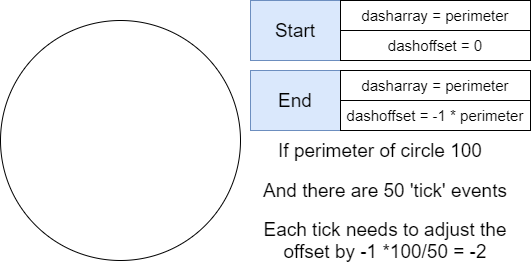 Start
dasharray = perimeter
dashoffset = 0
End
dasharray = perimeter
dashoffset = -1 * perimeter
If perimeter of circle 100
And there are 50 'tick' events
Each tick needs to adjust the
offset by -1 *100/50 = -2